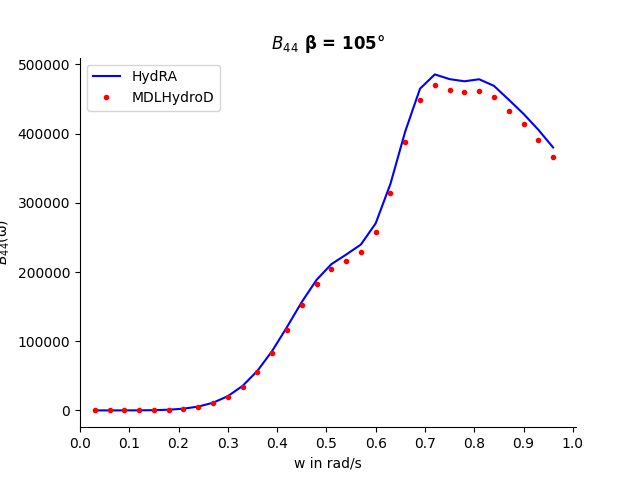 B₄₄ β = 105°
HydRA
MDLHydroD
500000
400000
300000
200000
100000
0
B₄₄(ω)
0.0 0.1 0.2 0.3 0.4 0.5 0.6 0.7 0.8 0.9 1.0
w in rad/s